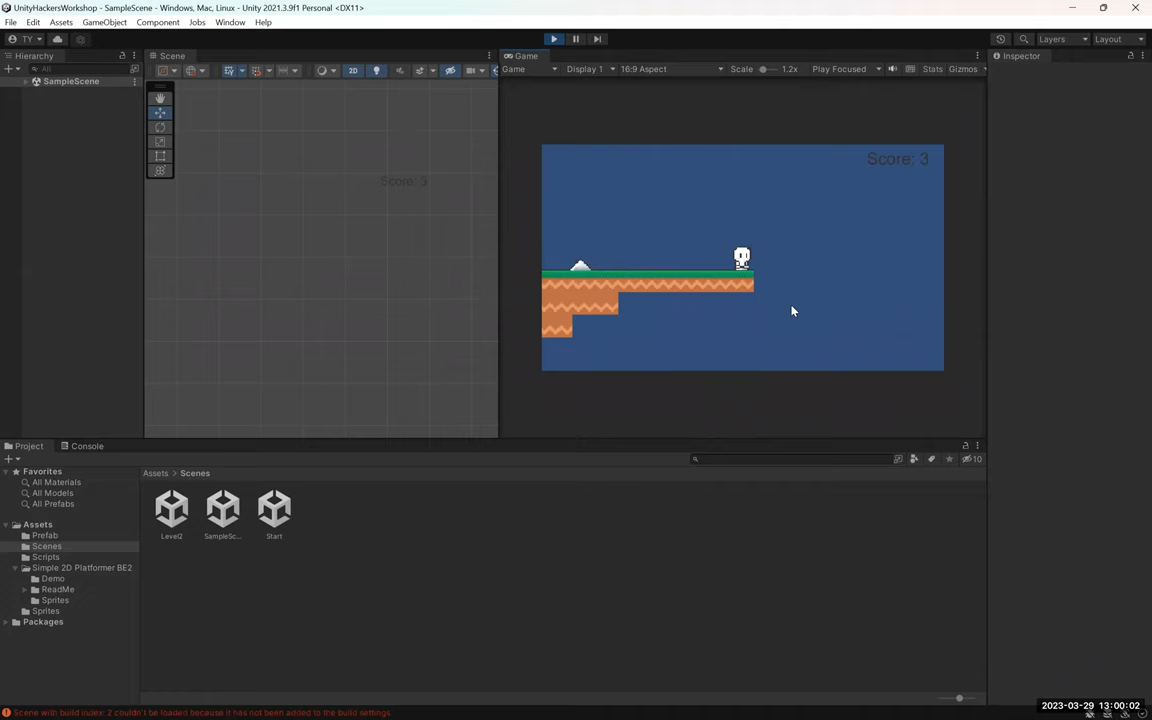 UnityHackersWorkshop - SampleScene - Windows, Mac, Linux - Unity 2021.3.9f1 Personal <DX11>
File Edit Assets GameObject Component Jobs Window Help
TY Layers Layout
Hierarchy Scene Game Inspector
All 2D Game Display 1 16:9 Aspect Scale 1.2x Play Focused Stats Gizmos
SampleScene
Score: 3
Score: 3
Project Console
10
Favorites
Assets > Scenes
All Materials
All Models
All Prefabs
Assets
Prefab
Level2 SampleSc... Start
Scenes
Scripts
Simple 2D Platformer BE2
Demo
ReadMe
Sprites
Sprites
Packages
2023-03-29 13:00:02
Scene with build index: 2 couldn't be loaded because it has not been added to the build settings.